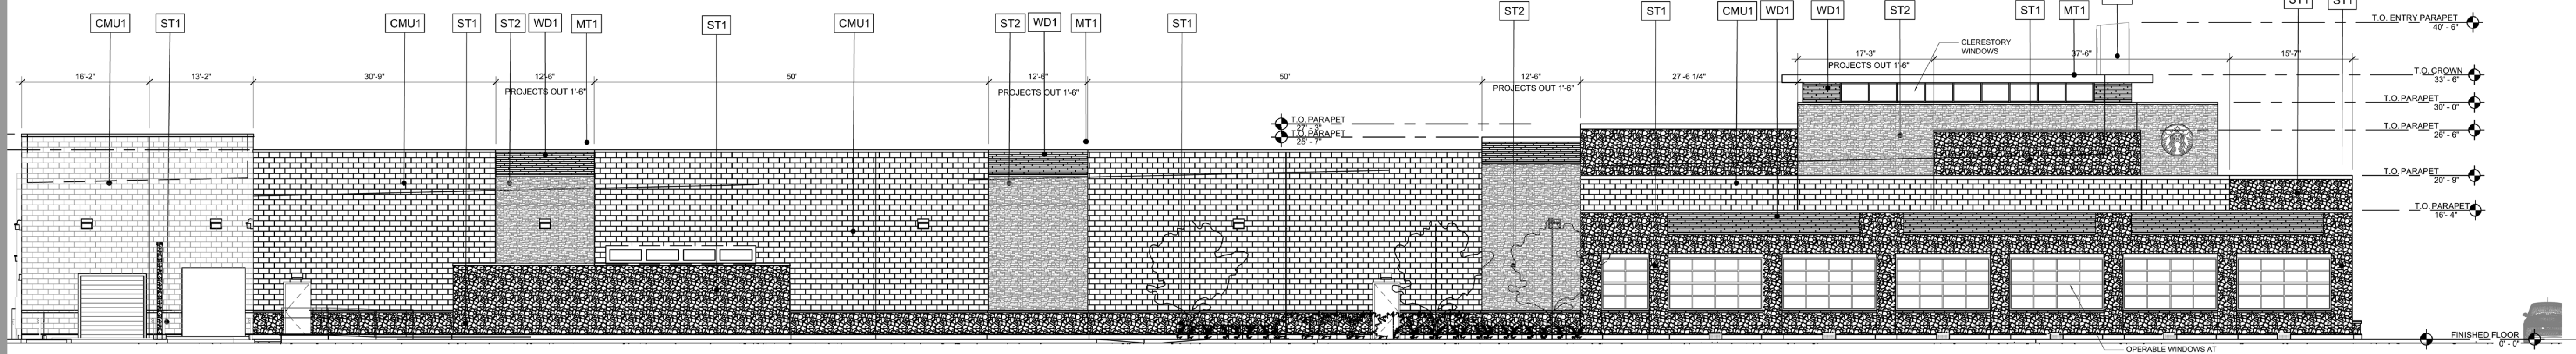 CMU1 ST1 CMU1 ST1 ST2 WD1 MT1 ST1 CMU1 ST2 WD1 MT1 ST1 ST2 ST1 CMU1 WD1 WD1 ST2 ST1 MT1 ST1 ST1
T.O. ENTRY PARAPET
40' - 6"
CLERESTORY
WINDOWS
16'-2" 13'-2" 30'-9" 12'-6" 50' 12'-6" 50' 12'-6" 27'-6 1/4" 17'-3" 37'-6" 15'-7"
PROJECTS OUT 1'-6" PROJECTS OUT 1'-6" PROJECTS OUT 1'-6" PROJECTS OUT 1'-6"
T.O. CROWN
33' - 6"
T.O. PARAPET
30' - 0"
T.O. PARAPET
27' - 3"
T.O. PARAPET
25' - 7"
T.O. PARAPET
26' - 6"
T.O. PARAPET
20' - 9"
T.O. PARAPET
16' - 4"
FINISHED FLOOR
0' - 0"
OPERABLE WINDOWS AT